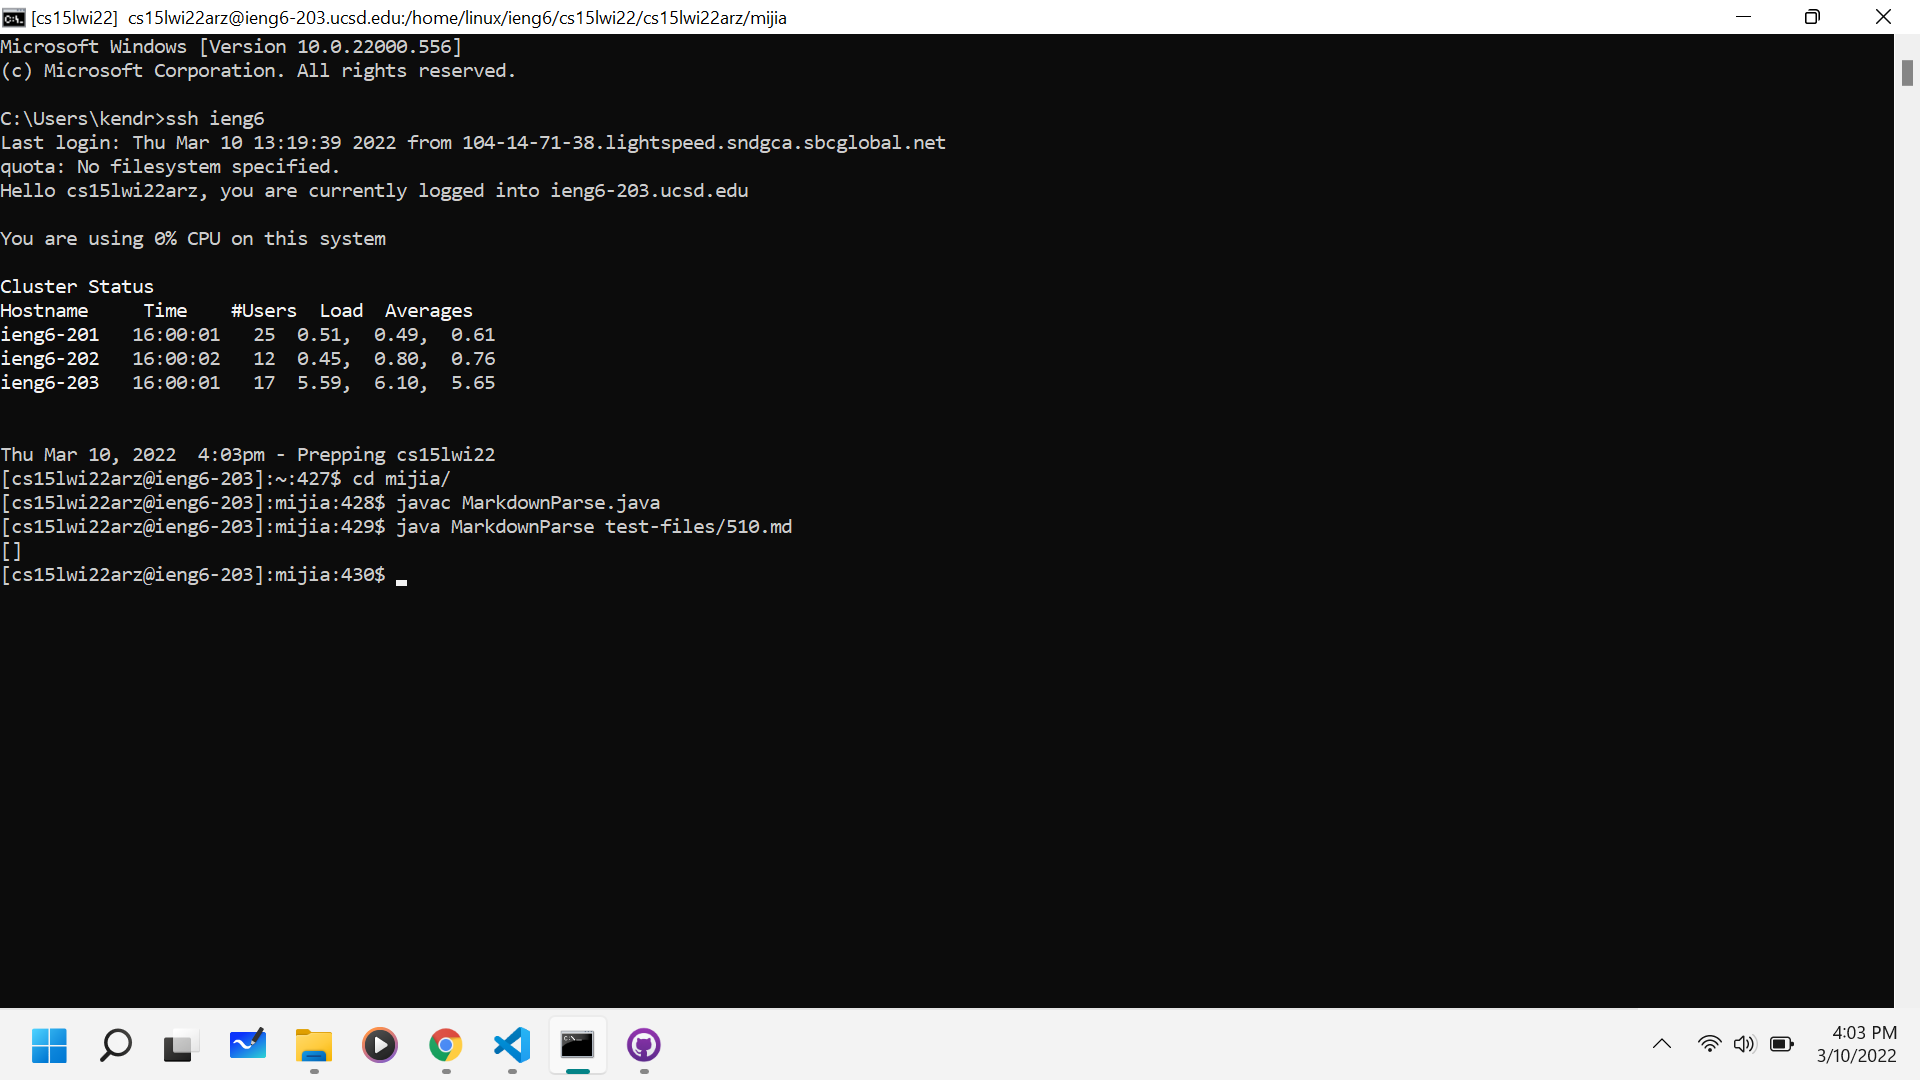 [cs15lwi22] cs15lwi22arz@ieng6-203.ucsd.edu:/home/linux/ieng6/cs15lwi22/cs15lwi22arz/mijia
Microsoft Windows [Version 10.0.22000.556]
(c) Microsoft Corporation. All rights reserved.
C:\Users\kendr>ssh ieng6
Last login: Thu Mar 10 13:19:39 2022 from 104-14-71-38.lightspeed.sndgca.sbcglobal.net
quota: No filesystem specified.
Hello cs15lwi22arz, you are currently logged into ieng6-203.ucsd.edu
You are using 0% CPU on this system
Cluster Status
Hostname     Time    #Users  Load  Averages
ieng6-201   16:00:01   25  0.51,  0.49,  0.61
ieng6-202   16:00:02   12  0.45,  0.80,  0.76
ieng6-203   16:00:01   17  5.59,  6.10,  5.65
Thu Mar 10, 2022  4:03pm - Prepping cs15lwi22
[cs15lwi22arz@ieng6-203]:~:427$ cd mijia/
[cs15lwi22arz@ieng6-203]:mijia:428$ javac MarkdownParse.java
[cs15lwi22arz@ieng6-203]:mijia:429$ java MarkdownParse test-files/510.md
[]
[cs15lwi22arz@ieng6-203]:mijia:430$
4:03 PM
3/10/2022